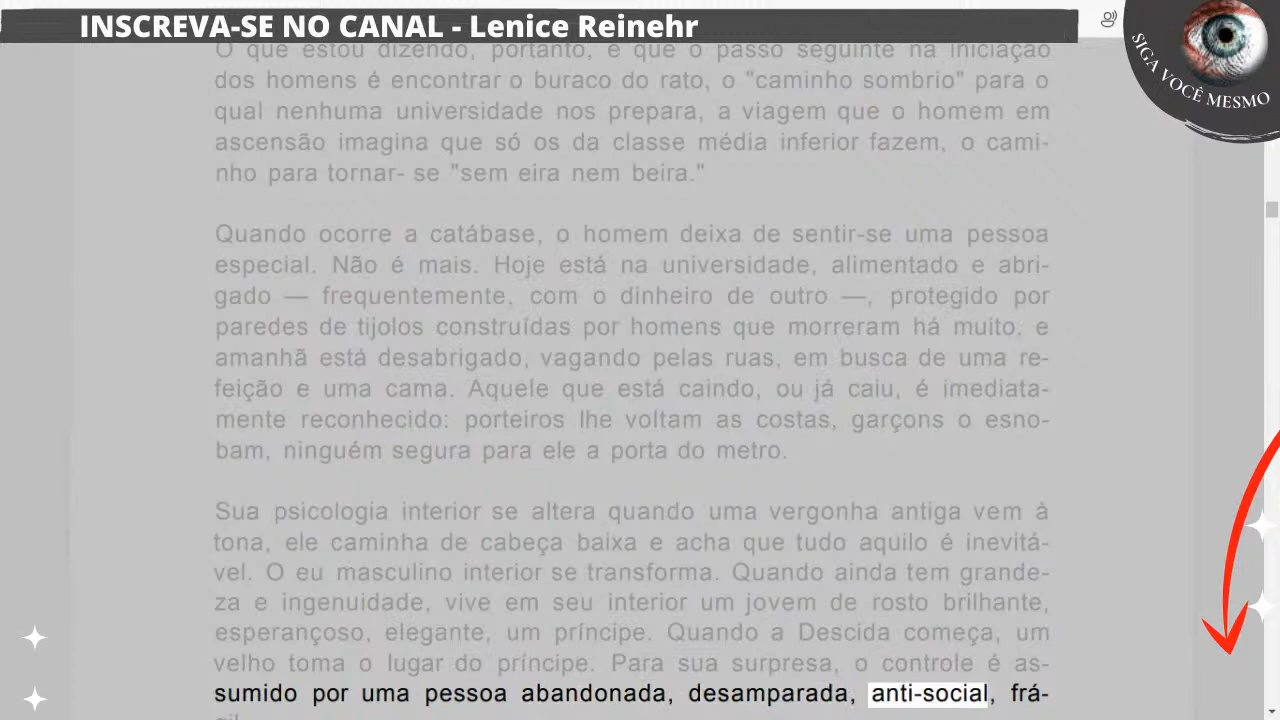 INSCREVA-SE NO CANAL - Lenice Reinehr
SIGA VOCÊ MESMO
O que estou dizendo, portanto, é que o passo seguinte na iniciação
dos homens é encontrar o buraco do rato, o "caminho sombrio" para o
qual nenhuma universidade nos prepara, a viagem que o homem em
ascensão imagina que só os da classe média inferior fazem, o cami-
nho para tornar- se "sem eira nem beira."
Quando ocorre a catábase, o homem deixa de sentir-se uma pessoa
especial. Não é mais. Hoje está na universidade, alimentado e abri-
gado — frequentemente, com o dinheiro de outro —, protegido por
paredes de tijolos construídas por homens que morreram há muito, e
amanhã está desabrigado, vagando pelas ruas, em busca de uma re-
feição e uma cama. Aquele que está caindo, ou já caiu, é imediata-
mente reconhecido: porteiros lhe voltam as costas, garçons o esno-
bam, ninguém segura para ele a porta do metro.
Sua psicologia interior se altera quando uma vergonha antiga vem à
tona, ele caminha de cabeça baixa e acha que tudo aquilo é inevitá-
vel. O eu masculino interior se transforma. Quando ainda tem grande-
za e ingenuidade, vive em seu interior um jovem de rosto brilhante,
esperançoso, elegante, um príncipe. Quando a Descida começa, um
velho toma o lugar do príncipe. Para sua surpresa, o controle é as-
sumido por uma pessoa abandonada, desamparada, anti-social, frá-